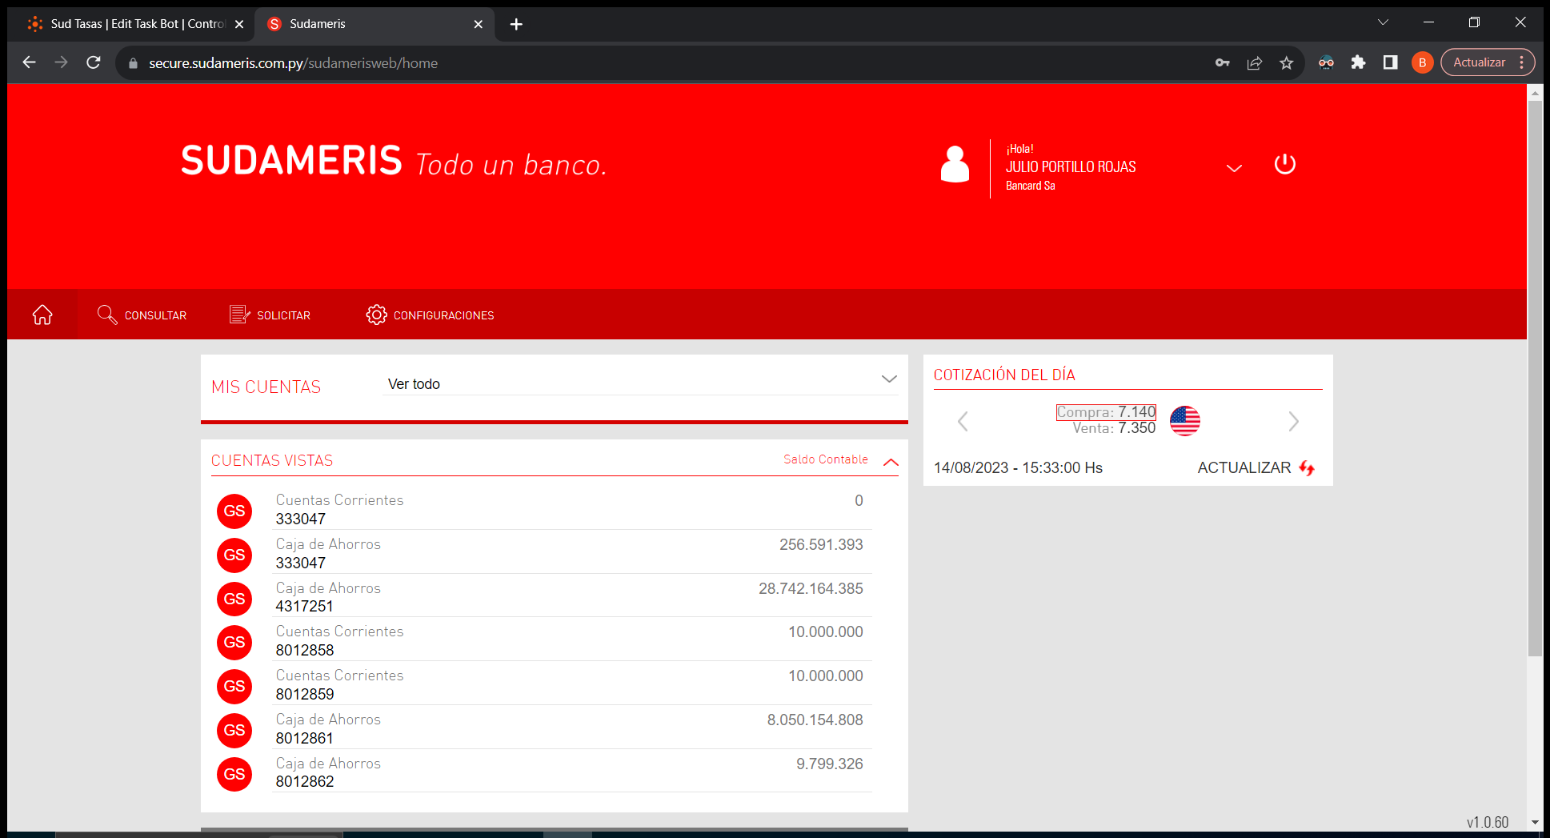 Sud Tasas | Edit Task Bot | Control
Sudameris
secure.sudameris.com.py/sudamerisweb/home
B
Actualizar
SUDAMERIS Todo un banco.
¡Hola!
JULIO PORTILLO ROJAS
Bancard Sa
CONSULTAR
SOLICITAR
CONFIGURACIONES
MIS CUENTAS
Ver todo
CUENTAS VISTAS
Saldo Contable
GS
Cuentas Corrientes
0
333047
GS
Caja de Ahorros
256.591.393
333047
GS
Caja de Ahorros
28.742.164.385
4317251
GS
Cuentas Corrientes
10.000.000
8012858
GS
Cuentas Corrientes
10.000.000
8012859
GS
Caja de Ahorros
8.050.154.808
8012861
GS
Caja de Ahorros
9.799.326
8012862
COTIZACIÓN DEL DÍA
Compra: 7.140
Venta: 7.350
14/08/2023 - 15:33:00 Hs
ACTUALIZAR
v1.0.60